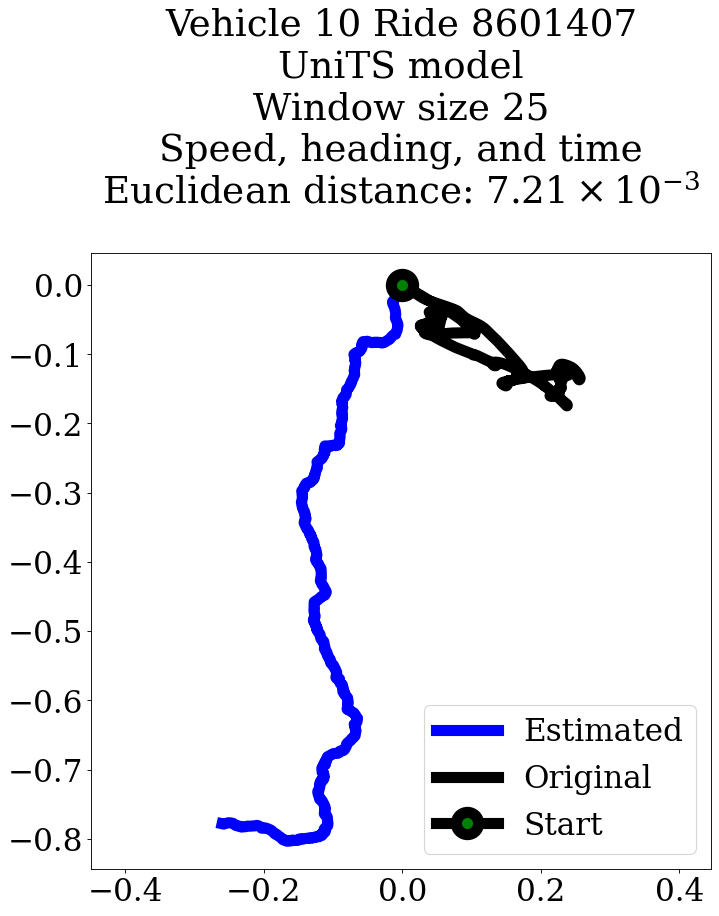 Vehicle 10 Ride 8601407
UniTS model
Window size 25
Speed, heading, and time
Euclidean distance: 7.21 × 10⁻³
0.0
−0.1
−0.2
−0.3
−0.4
−0.5
−0.6
−0.7
−0.8
Estimated
Original
Start
−0.4 −0.2 0.0 0.2 0.4